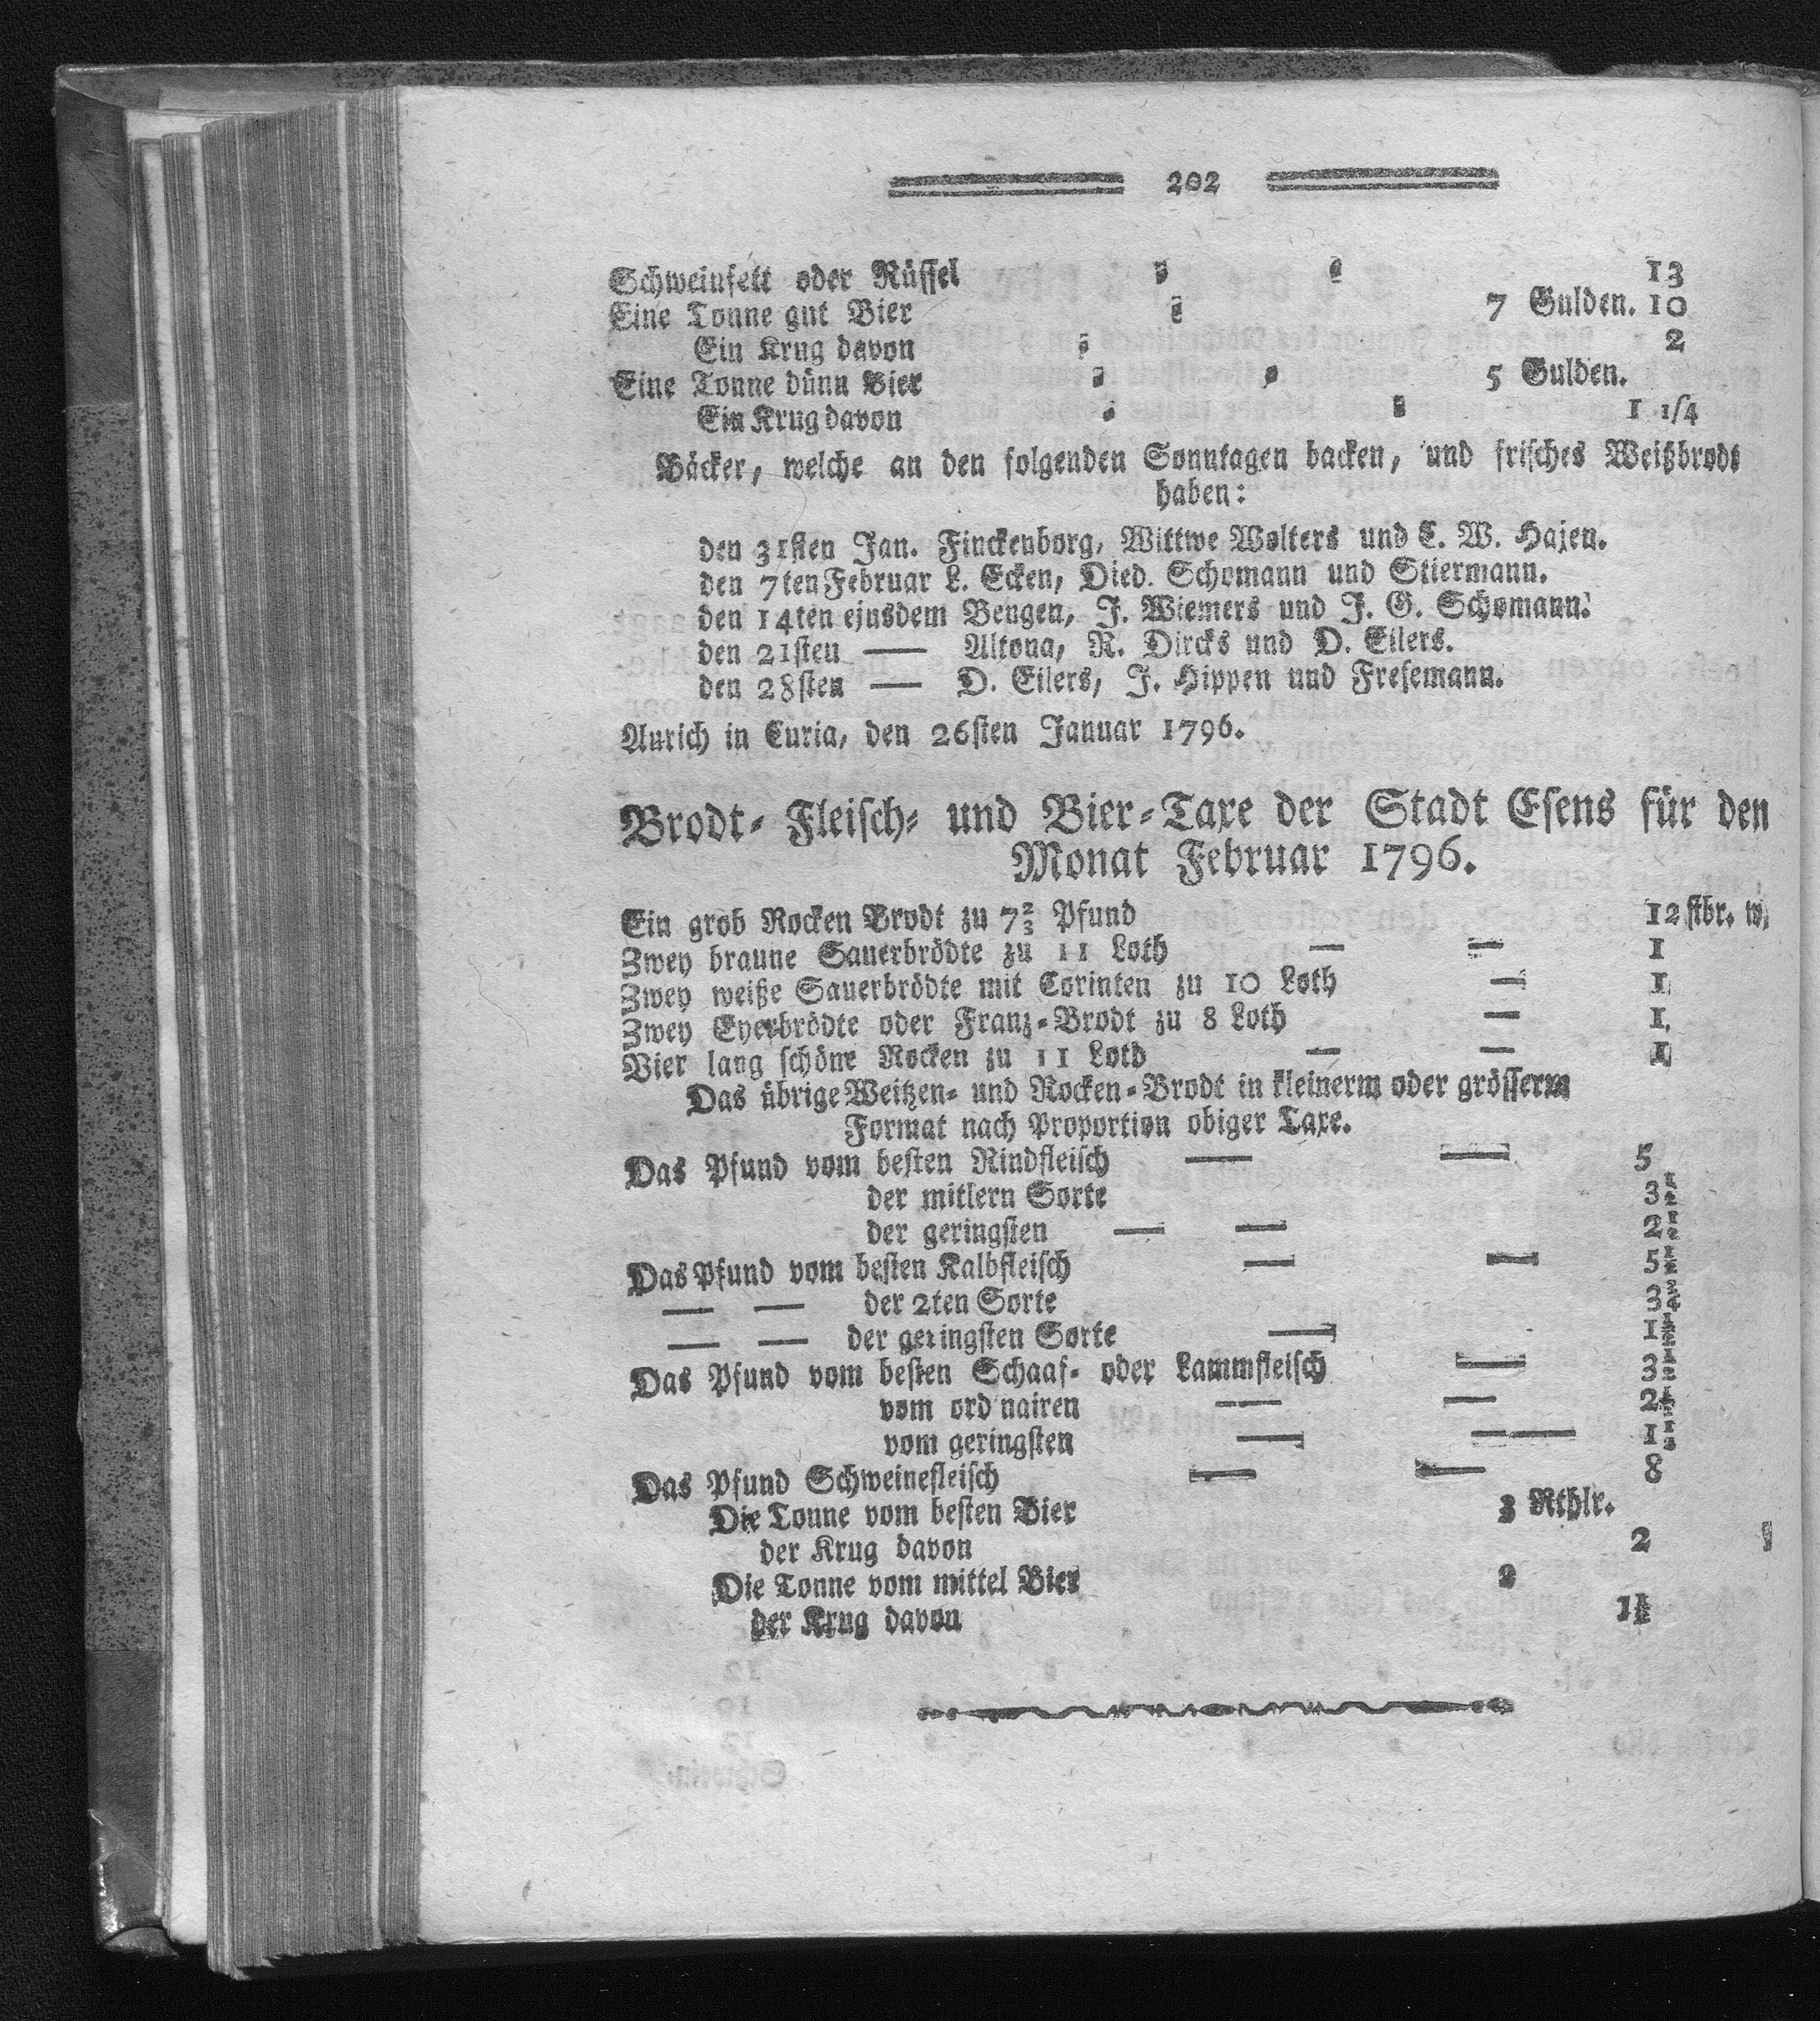 202
Schweinfett oder Rüssel 13
Eine Tonne gut Bier 7 Gulden. 10
Ein Krug davon 2
Eine Tonne dünn Bier 5 Gulden.
Ein Krug davon 1 1/4
Bäcker, welche an den folgenden Sonntagen backen, und frisches Weißbrodt
haben:
den 31sten Jan. Finckenborg, Wittwe Wolters und C. W. Hajen.
den 7ten Februar L. Ecken, Died. Schomann und Stiermann.
den 14ten ejusdem Bengen, J. Wiemers und J. G. Schomann.
den 21sten — Altona, R. Dircks und D. Eilers.
den 28sten — D. Eilers, J. Hippen und Fresemann.
Aurich in Curia, den 26sten Januar 1796.
Brodt- Fleisch- und Bier-Taxe der Stadt Esens für den
Monat Februar 1796.
Ein grob Rocken Brodt zu 7⅔ Pfund 12 stbr. w.
Zwey braune Sauerbrödte zu 11 Loth — — 1
Zwey weiße Sauerbrödte mit Corinten zu 10 Loth — 1
Zwey Eyerbrödte oder Franz-Brodt zu 8 Loth — 1
Vier lang schöne Rocken zu 11 Loth — — 1
Das übrige Weitzen- und Rocken-Brodt in kleinerm oder grösserm
Format nach Proportion obiger Taxe.
Das Pfund vom besten Rindfleisch — — 5
der mitlern Sorte 3½
der geringsten — — 2½
Das Pfund vom besten Kalbfleisch — — 5½
— — der 2ten Sorte 3¾
— — der geringsten Sorte — 1½
Das Pfund vom besten Schaaf- oder Lammfleisch — 3½
vom ord nairen — — 2½
vom geringsten — — 1½
Das Pfund Schweinefleisch — — 8
Die Tonne vom besten Bier 3 Rthlr.
der Krug davon 2
Die Tonne vom mittel Bier 2
der Krug davon 1½